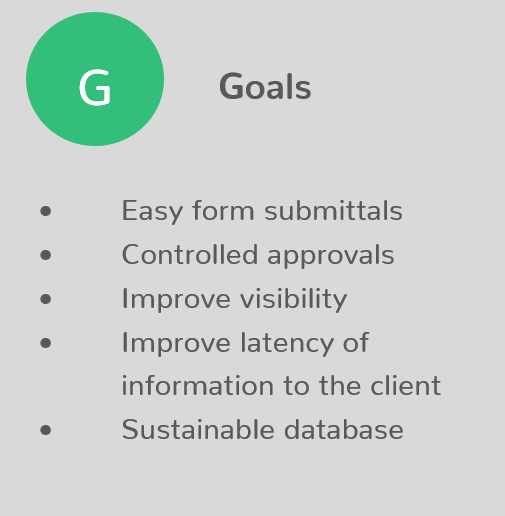 G
Goals
• Easy form submittals
• Controlled approvals
• Improve visibility
• Improve latency of
information to the client
• Sustainable database